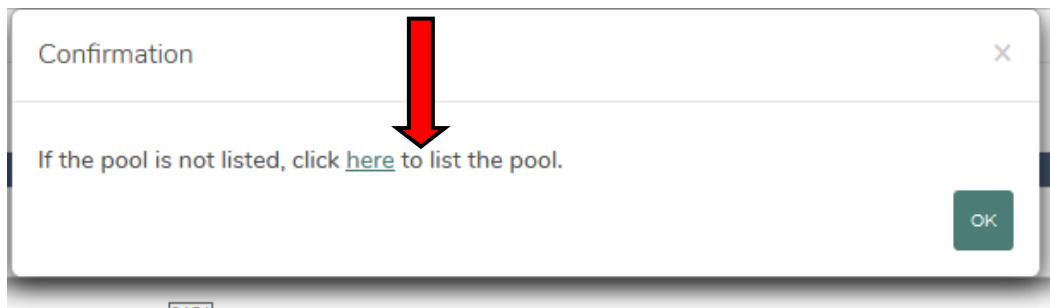 Confirmation
If the pool is not listed, click here to list the pool.
OK